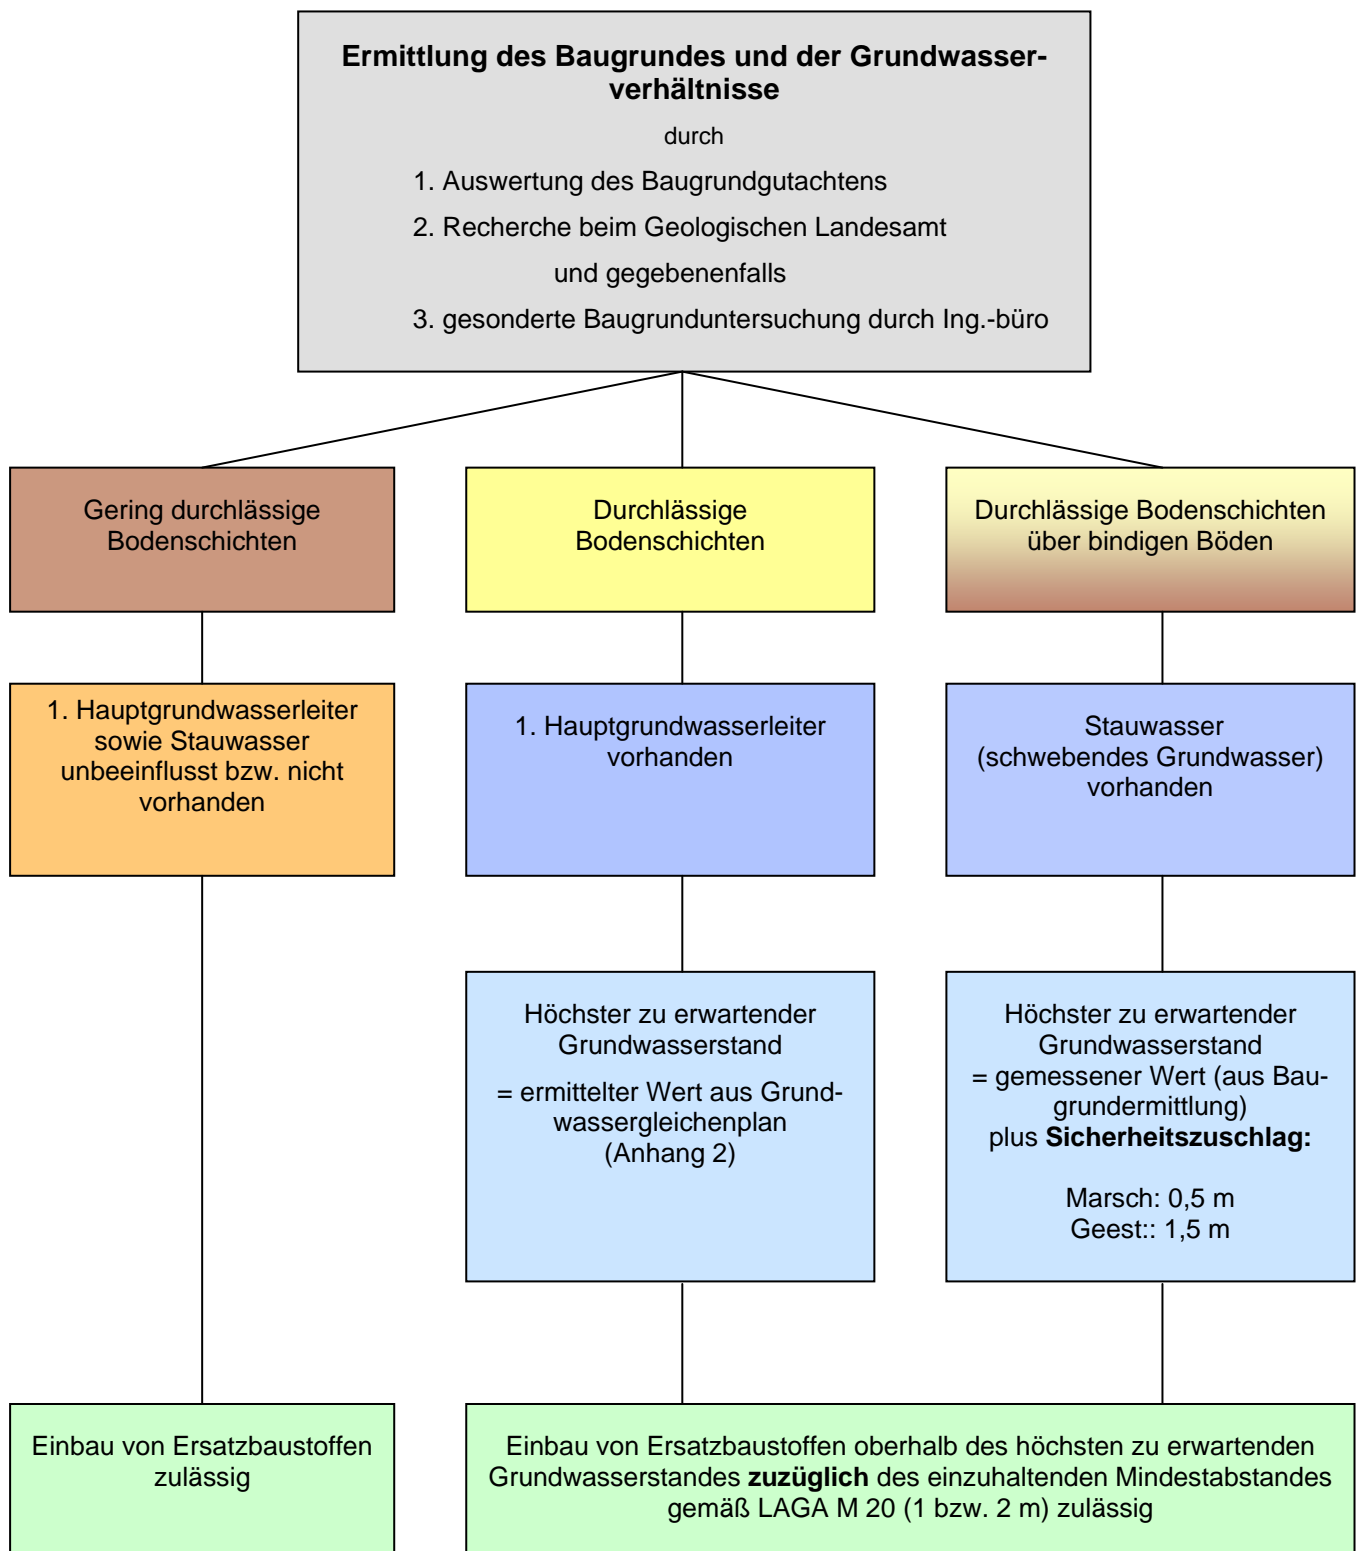 Ermittlung des Baugrundes und der Grundwasser-
verhältnisse
durch
1. Auswertung des Baugrundgutachtens
2. Recherche beim Geologischen Landesamt
und gegebenenfalls
3. gesonderte Baugrunduntersuchung durch Ing.-büro
Gering durchlässige
Bodenschichten
Durchlässige
Bodenschichten
Durchlässige Bodenschichten
über bindigen Böden
1. Hauptgrundwasserleiter
sowie Stauwasser
unbeeinflusst bzw. nicht
vorhanden
1. Hauptgrundwasserleiter
vorhanden
Stauwasser
(schwebendes Grundwasser)
vorhanden
Höchster zu erwartender
Grundwasserstand
= ermittelter Wert aus Grund-
wassergleichenplan
(Anhang 2)
Höchster zu erwartender
Grundwasserstand
= gemessener Wert (aus Bau-
grundermittlung)
plus Sicherheitszuschlag:
Marsch: 0,5 m
Geest:: 1,5 m
Einbau von Ersatzbaustoffen
zulässig
Einbau von Ersatzbaustoffen oberhalb des höchsten zu erwartenden
Grundwasserstandes zuzüglich des einzuhaltenden Mindestabstandes
gemäß LAGA M 20 (1 bzw. 2 m) zulässig